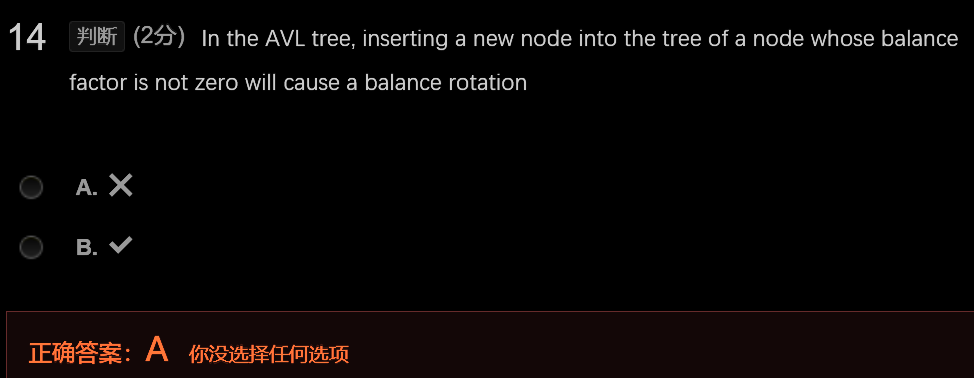 14 判断 (2分) In the AVL tree, inserting a new node into the tree of a node whose balance
factor is not zero will cause a balance rotation
A. ✕
B. ✓
正确答案：A 你没选择任何选项